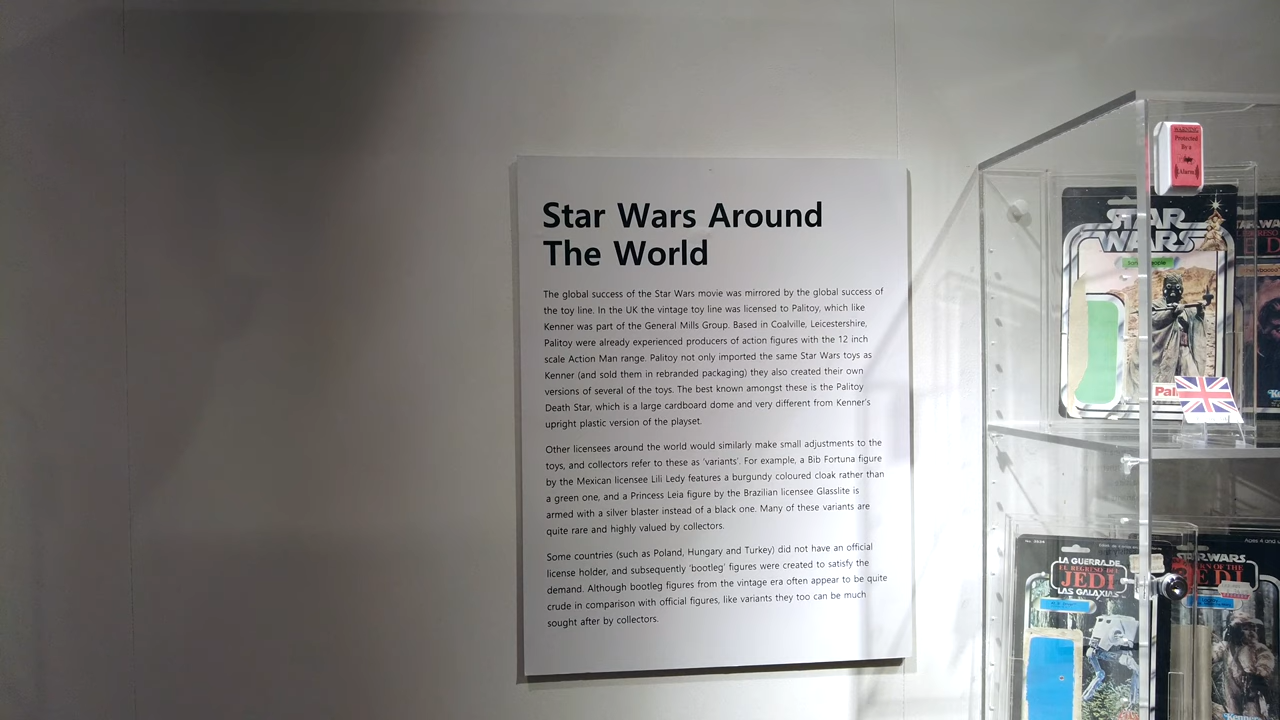 Star Wars Around
The World
The global success of the Star Wars movie was mirrored by the global success of
the toy line. In the UK the vintage toy line was licensed to Palitoy, which like
Kenner was part of the General Mills Group. Based in Coalville, Leicestershire,
Palitoy were already experienced producers of action figures with the 12 inch
scale Action Man range. Palitoy not only imported the same Star Wars toys as
Kenner (and sold them in rebranded packaging) they also created their own
versions of several of the toys. The best known amongst these is the Palitoy
Death Star, which is a large cardboard dome and very different from Kenner's
upright plastic version of the playset.
Other licensees around the world would similarly make small adjustments to the
toys, and collectors refer to these as 'variants'. For example, a Bib Fortuna figure
by the Mexican licensee Lili Ledy features a burgundy coloured cloak rather than
a green one, and a Princess Leia figure by the Brazilian licensee Glasslite is
armed with a silver blaster instead of a black one. Many of these variants are
quite rare and highly valued by collectors.
Some countries (such as Poland, Hungary and Turkey) did not have an official
license holder, and subsequently 'bootleg' figures were created to satisfy the
demand. Although bootleg figures from the vintage era often appear to be quite
crude in comparison with official figures, like variants they too can be much
sought after by collectors.
WARNING
Protected
By a
Alarm
STAR
WARS
Pal
LA GUERRA DE
EL REGRESO DEL
JEDI
LAS GALAXIAS
STAR WARS
RETURN OF THE
JEDI
Kenner